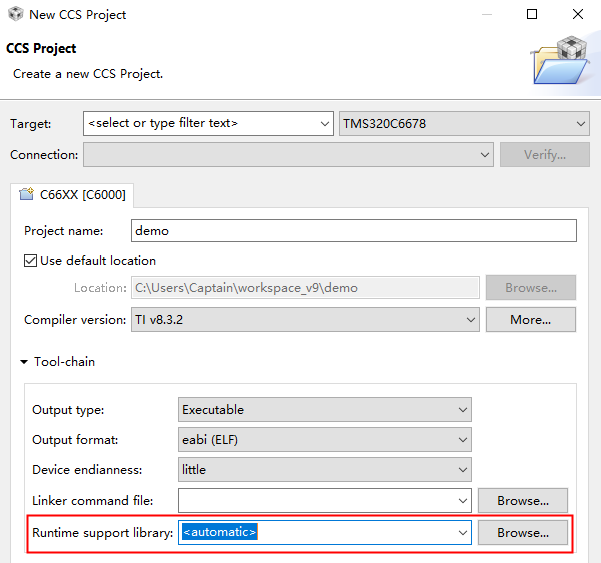 New CCS Project
CCS Project
Create a new CCS Project.
Target: <select or type filter text> TMS320C6678
Connection: Verify...
C66XX [C6000]
Project name: demo
Use default location
Location: C:\Users\Captain\workspace_v9\demo Browse...
Compiler version: TI v8.3.2 More...
Tool-chain
Output type: Executable
Output format: eabi (ELF)
Device endianness: little
Linker command file: Browse...
Runtime support library: <automatic> Browse...